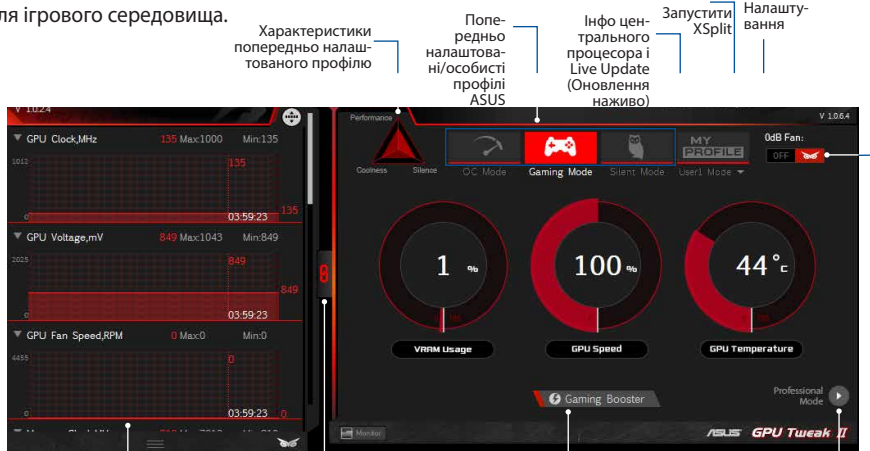 ля ігрового середовища.
Характеристики
попередньо налаш-
тованого профілю
Попе-
редньо
налаштова-
ні/особисті
профілі
ASUS
Інфо цен-
трального
процесора і
Live Update
(Оновлення
наживо)
Запустити
XSplit
Налашту-
вання
V 1.0.2.4
GPU Clock,MHz 135 Max:1000 Min:135
1012
135
135
0
03:59:23
GPU Voltage,mV 849 Max:1043 Min:849
2025
849
849
0
03:59:23
GPU Fan Speed,RPM 0 Max:0 Min:0
4455
0
0
0
03:59:23
V 1.0.6.4
Performance
Coolness
Silence
OC Mode
Gaming Mode
Silent Mode
MY
PROFILE
User1 Mode
0dB Fan:
OFF
1 %
VRAM Usage
100 %
GPU Speed
44°c
GPU Temperature
Gaming Booster
Professional
Mode
Monitor
ASUS GPU Tweak II